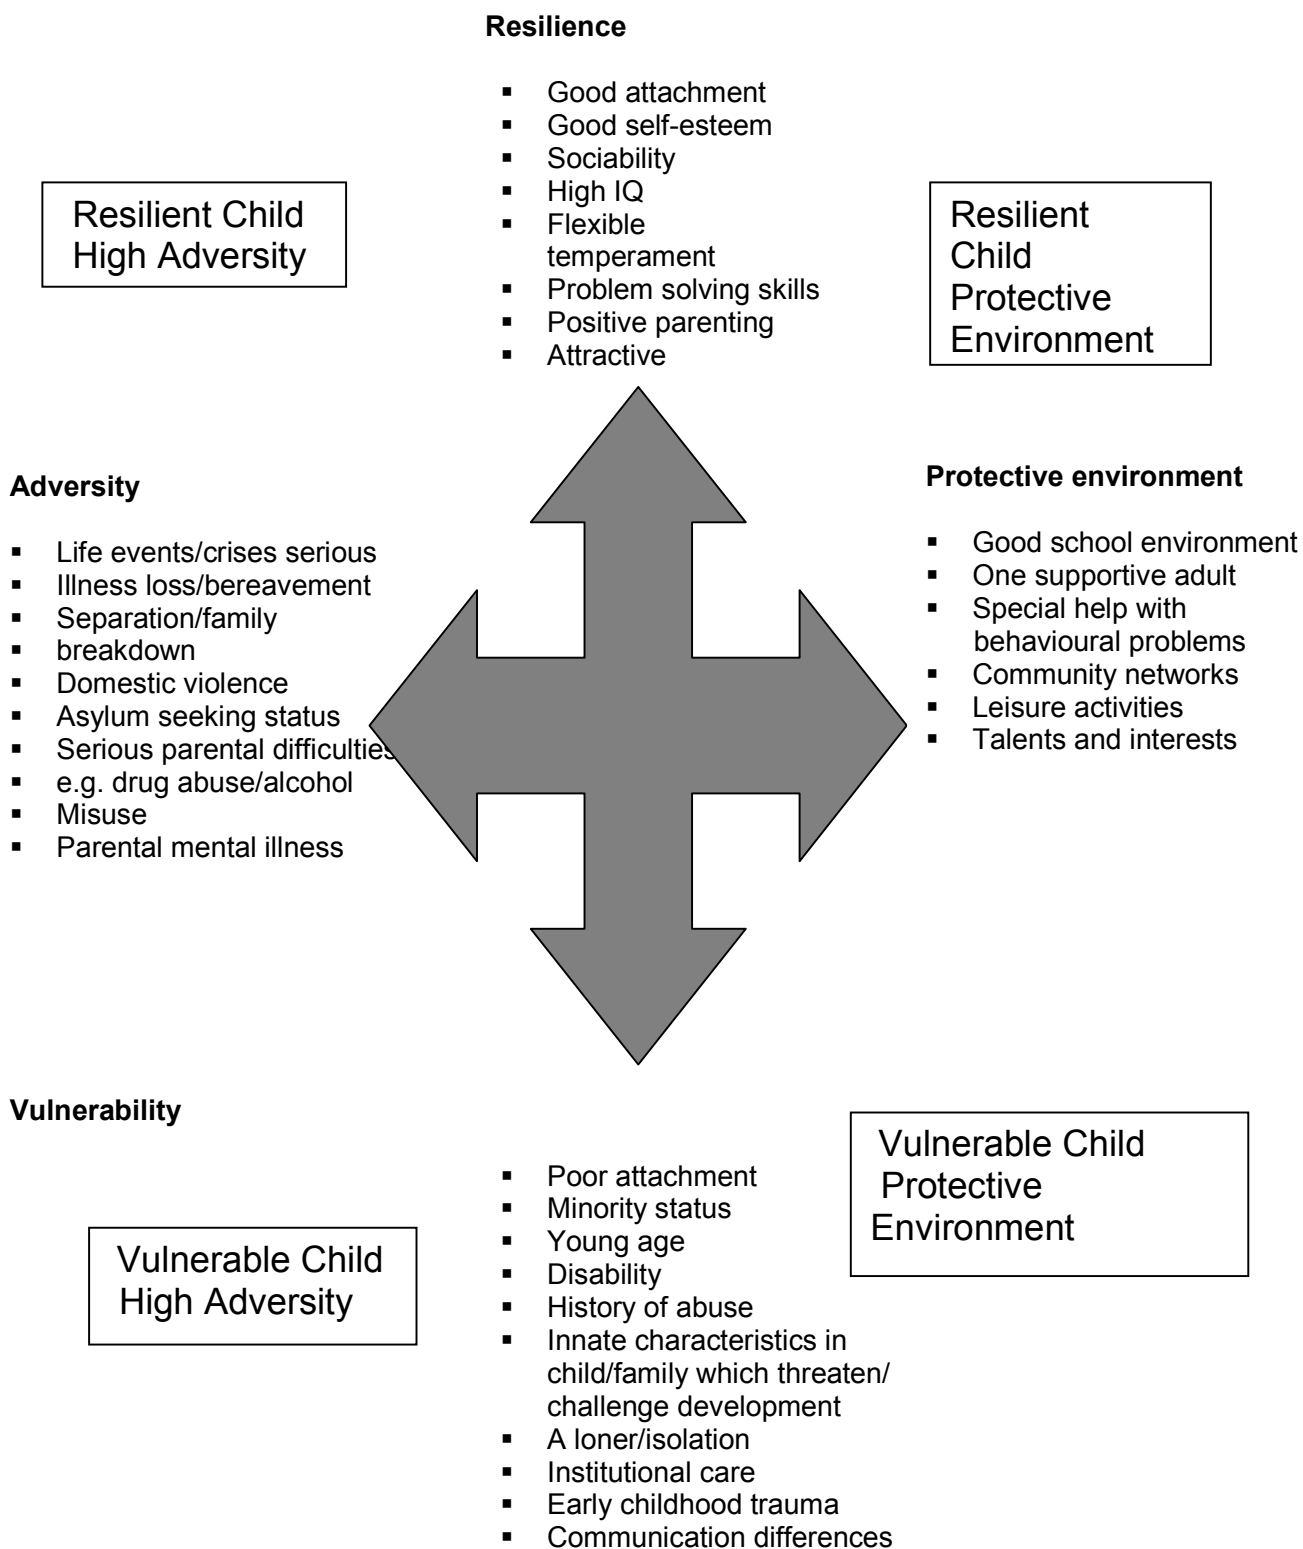 Resilience
▪ Good attachment
▪ Good self-esteem
▪ Sociability
▪ High IQ
▪ Flexible
temperament
▪ Problem solving skills
▪ Positive parenting
▪ Attractive
Resilient Child
High Adversity
Resilient
Child
Protective
Environment
Adversity
▪ Life events/crises serious
▪ Illness loss/bereavement
▪ Separation/family
▪ breakdown
▪ Domestic violence
▪ Asylum seeking status
▪ Serious parental difficulties
▪ e.g. drug abuse/alcohol
▪ Misuse
▪ Parental mental illness
Protective environment
▪ Good school environment
▪ One supportive adult
▪ Special help with
behavioural problems
▪ Community networks
▪ Leisure activities
▪ Talents and interests
Vulnerability
▪ Poor attachment
▪ Minority status
▪ Young age
▪ Disability
▪ History of abuse
▪ Innate characteristics in
child/family which threaten/
challenge development
▪ A loner/isolation
▪ Institutional care
▪ Early childhood trauma
▪ Communication differences
Vulnerable Child
High Adversity
Vulnerable Child
Protective
Environment